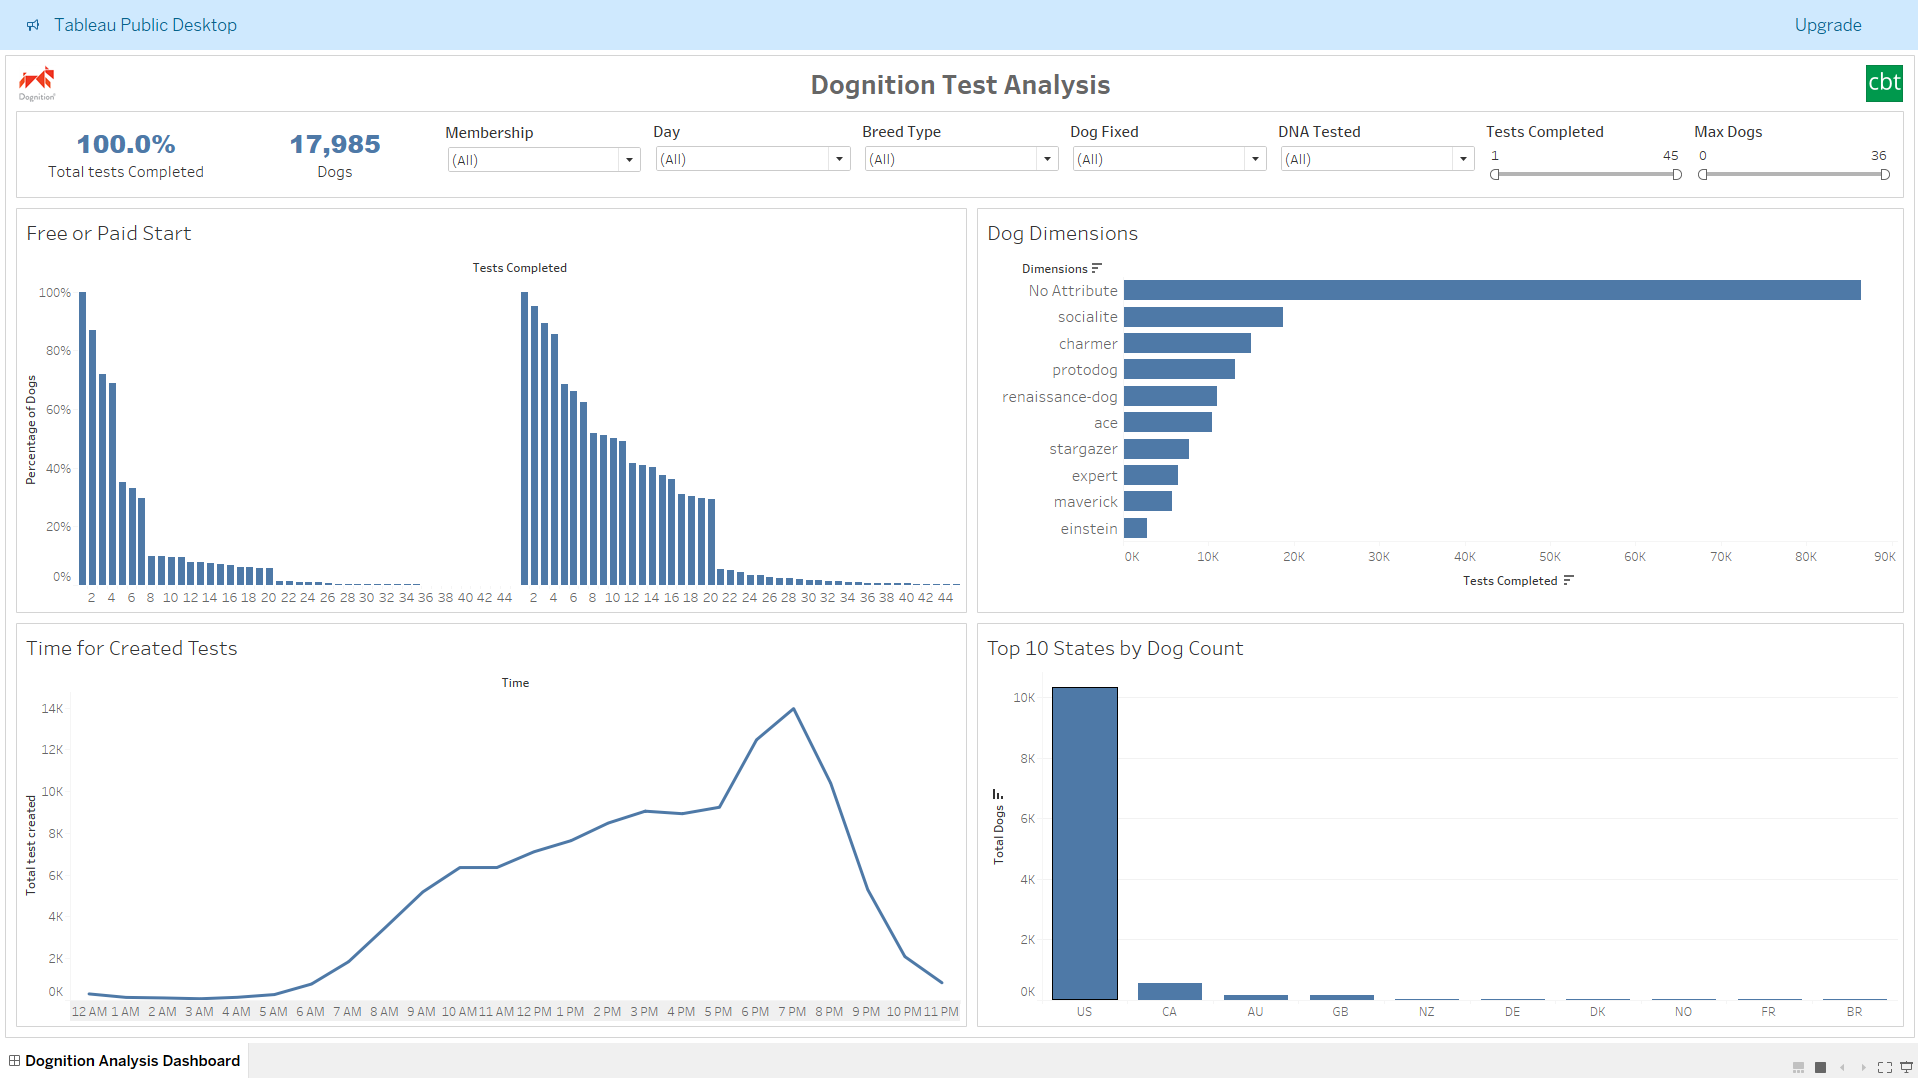 Tableau Public Desktop
Upgrade
Dognition
Dognition Test Analysis
cbt
100.0%
Total tests Completed
17,985
Dogs
Membership
(All)
Day
(All)
Breed Type
(All)
Dog Fixed
(All)
DNA Tested
(All)
Tests Completed
1 45
Max Dogs
0 36
Free or Paid Start
Tests Completed
Percentage of Dogs
100%
80%
60%
40%
20%
0%
2 4 6 8 10 12 14 16 18 20 22 24 26 28 30 32 34 36 38 40 42 44
2 4 6 8 10 12 14 16 18 20 22 24 26 28 30 32 34 36 38 40 42 44
Dog Dimensions
Dimensions
No Attribute
socialite
charmer
protodog
renaissance-dog
ace
stargazer
expert
maverick
einstein
0K 10K 20K 30K 40K 50K 60K 70K 80K 90K
Tests Completed
Time for Created Tests
Time
Total test created
14K
12K
10K
8K
6K
4K
2K
0K
12 AM 1 AM 2 AM 3 AM 4 AM 5 AM 6 AM 7 AM 8 AM 9 AM 10 AM 11 AM 12 PM 1 PM 2 PM 3 PM 4 PM 5 PM 6 PM 7 PM 8 PM 9 PM 10 PM 11 PM
Top 10 States by Dog Count
Total Dogs
10K
8K
6K
4K
2K
0K
US CA AU GB NZ DE DK NO FR BR
Dognition Analysis Dashboard